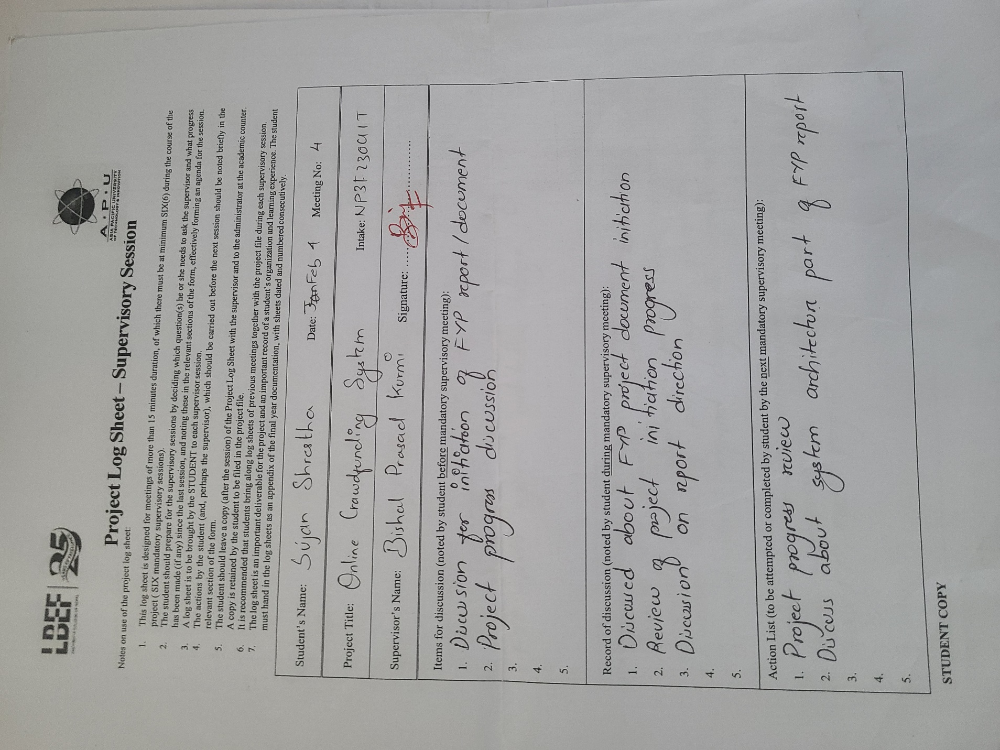 LBEF 25
A • P • U
ASIA PACIFIC UNIVERSITY
OF TECHNOLOGY & INNOVATION
Project Log Sheet – Supervisory Session
Notes on use of the project log sheet:
1. This log sheet is designed for meetings of more than 15 minutes duration, of which there must be at minimum SIX(6) during the course of the
project ( SIX mandatory supervisory sessions).
2. The student should prepare for the supervisory sessions by deciding which question(s) he or she needs to ask the supervisor and what progress
has been made (if any) since the last session, and noting these in the relevant sections of the form, effectively forming an agenda for the session.
3. A log sheet is to be brought by the STUDENT to each supervisor session.
4. The actions by the student (and, perhaps the supervisor), which should be carried out before the next session should be noted briefly in the
relevant section of the form.
5. The student should leave a copy (after the session) of the Project Log Sheet with the supervisor and to the administrator at the academic counter.
A copy is retained by the student to be filed in the project file.
6. It is recommended that students bring along log sheets of previous meetings together with the project file during each supervisory session.
7. The log sheet is an important deliverable for the project and an important record of a student's organization and learning experience. The student
must hand in the log sheets as an appendix of the final year documentation, with sheets dated and numbered consecutively.
Student's Name: Sujan Shrestha Date: Feb 4 Meeting No: 4
Project Title: Online Crawdfunding System Intake:
Supervisor's Name: Bishal Prasad Kurmi Signature:
Items for discussion (noted by student before mandatory supervisory meeting):
1. Discussion for initiation of FYP report / document
2. Project progress discussion
3.
4.
5.
Record of discussion (noted by student during mandatory supervisory meeting):
1. Discussed about FYP project document initiation
2. Review of project initiation progress
3. Discussion on report direction
4.
5.
Action List (to be attempted or completed by student by the next mandatory supervisory meeting):
1. Project progress review
2. Discuss about system architecture part of FYP report
3.
4.
5.
STUDENT COPY